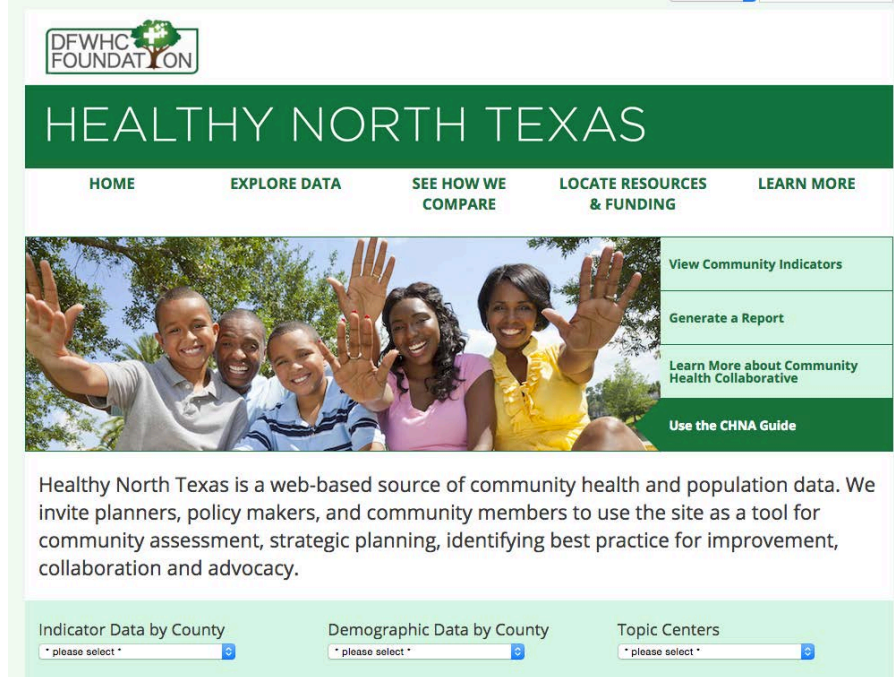 DFWHC
FOUNDATION
HEALTHY NORTH TEXAS
HOME
EXPLORE DATA
SEE HOW WE
COMPARE
LOCATE RESOURCES
& FUNDING
LEARN MORE
View Community Indicators
Generate a Report
Learn More about Community
Health Collaborative
Use the CHNA Guide
Healthy North Texas is a web-based source of community health and population data. We
invite planners, policy makers, and community members to use the site as a tool for
community assessment, strategic planning, identifying best practice for improvement,
collaboration and advocacy.
Indicator Data by County
* please select *
Demographic Data by County
* please select *
Topic Centers
* please select *